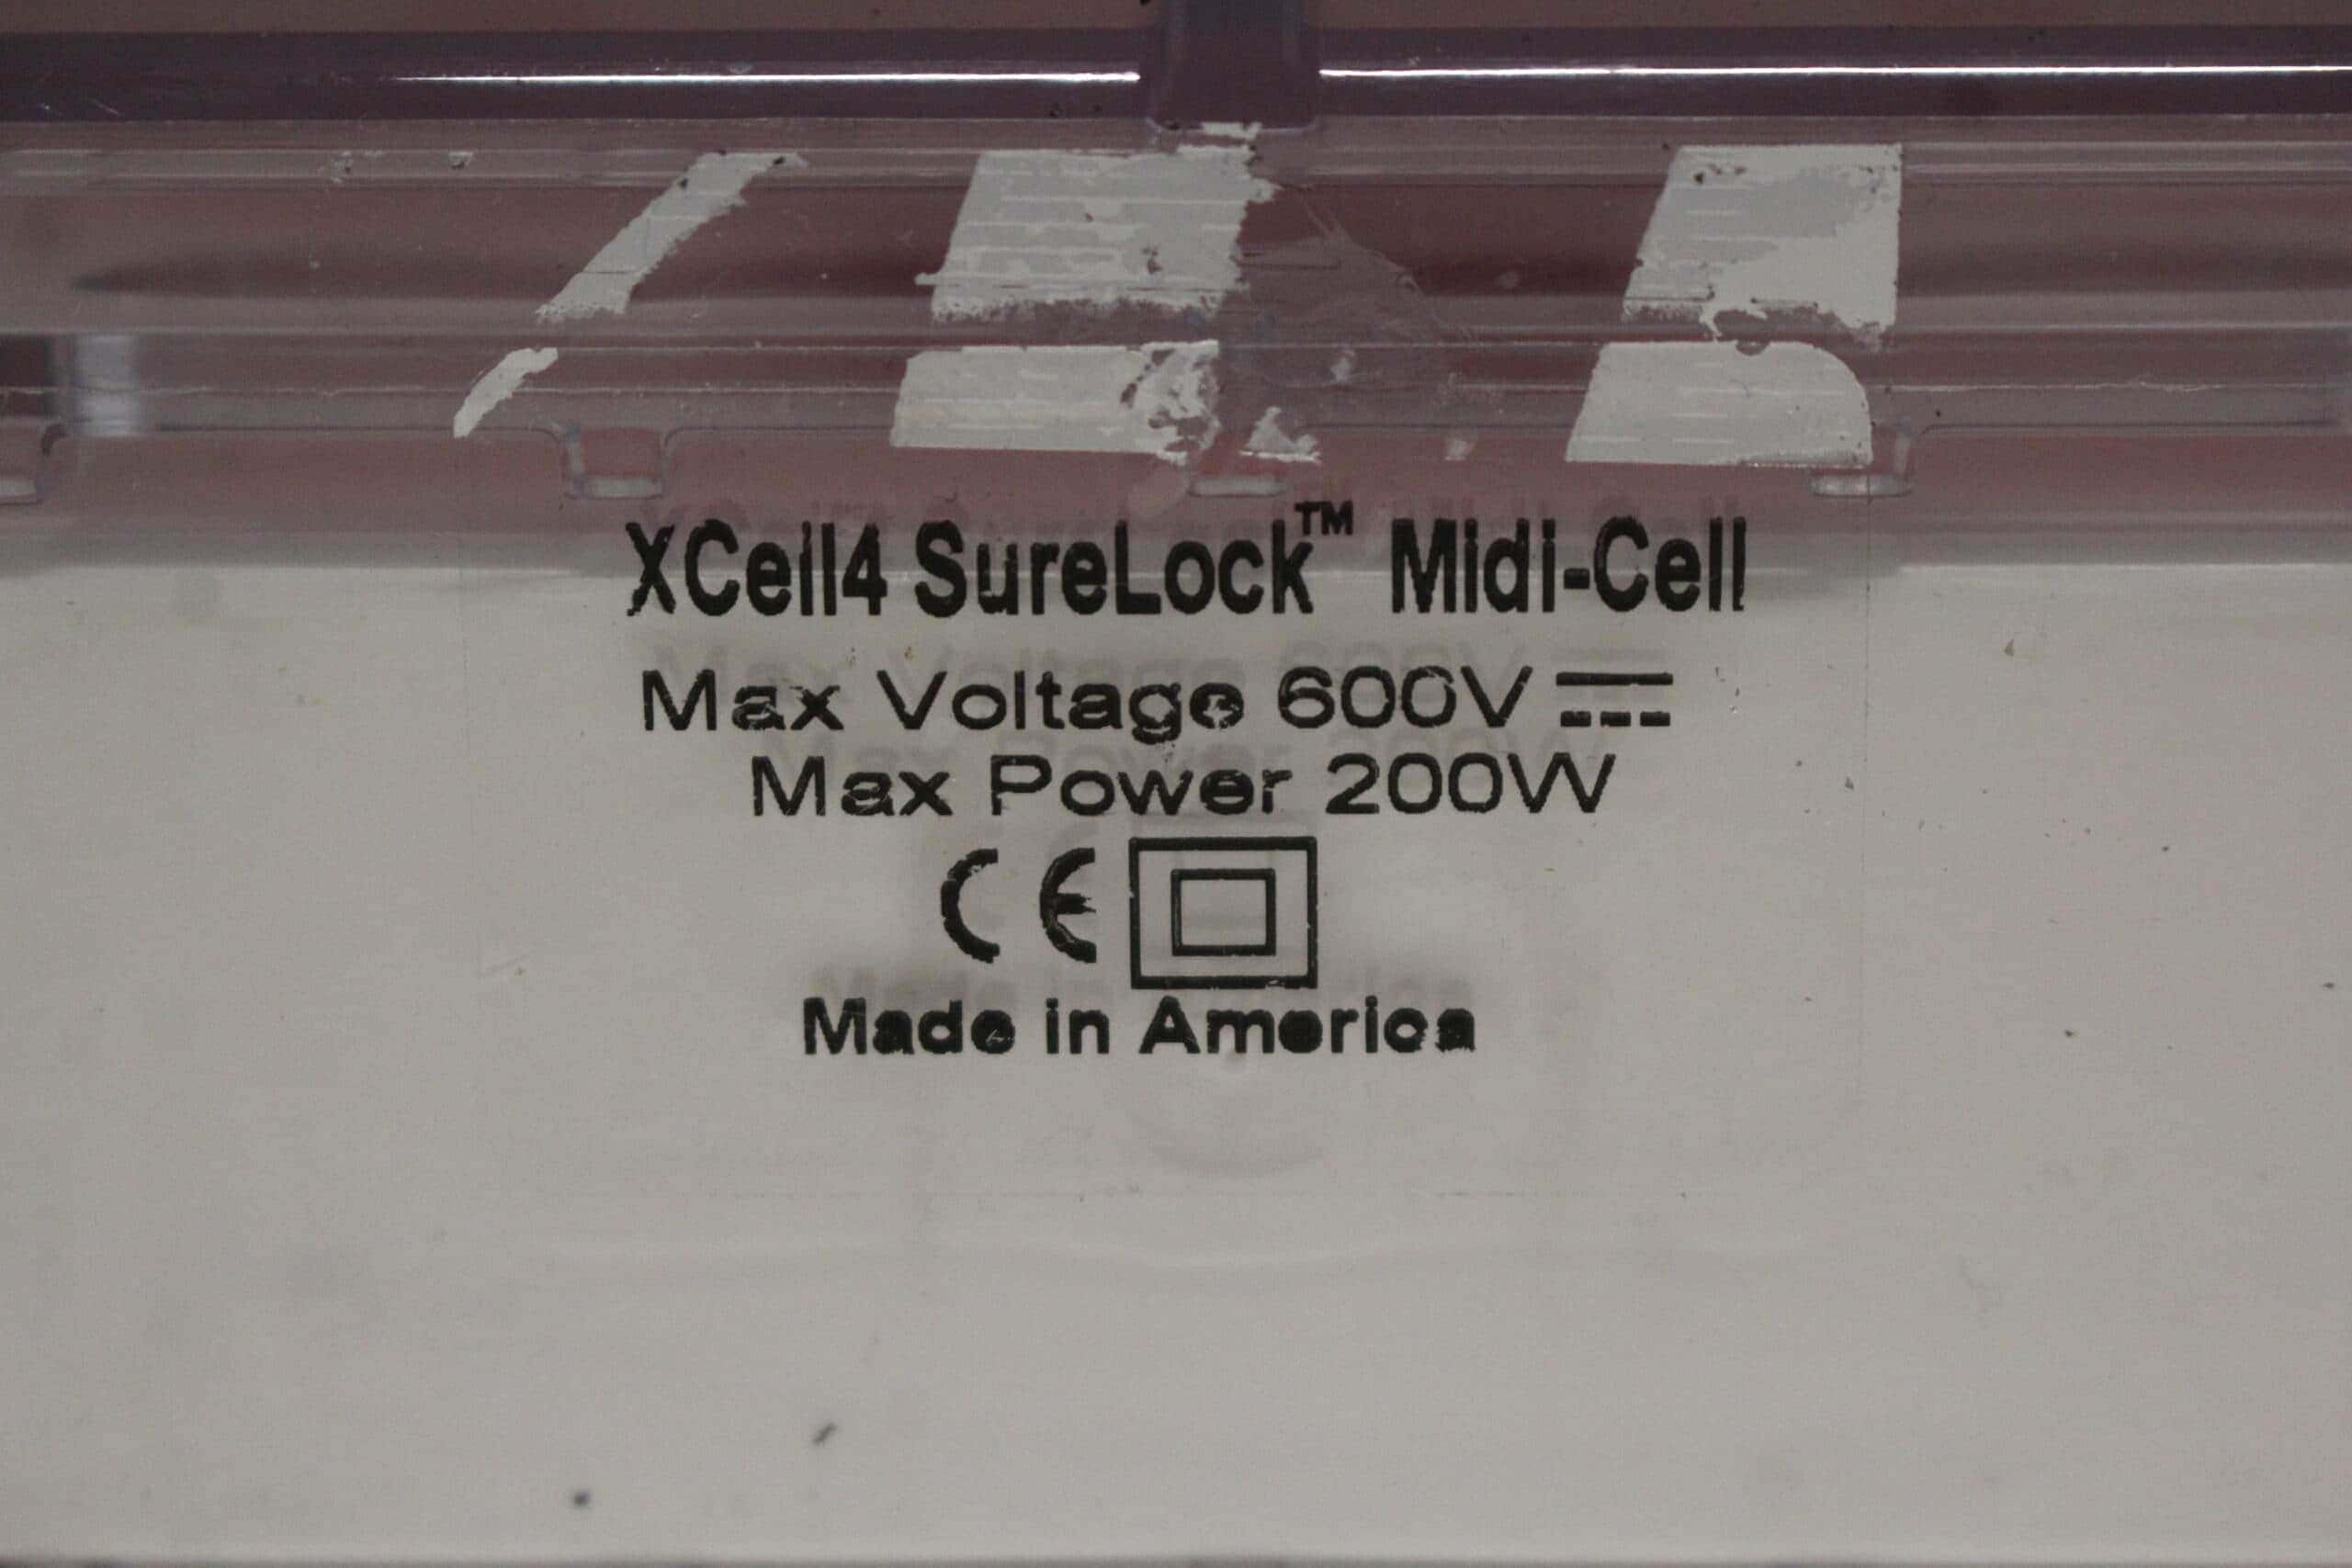 XCell4 SureLock™ Midi-Cell
Max Voltage 600V⎓
Max Power 200W
CE
Made in America